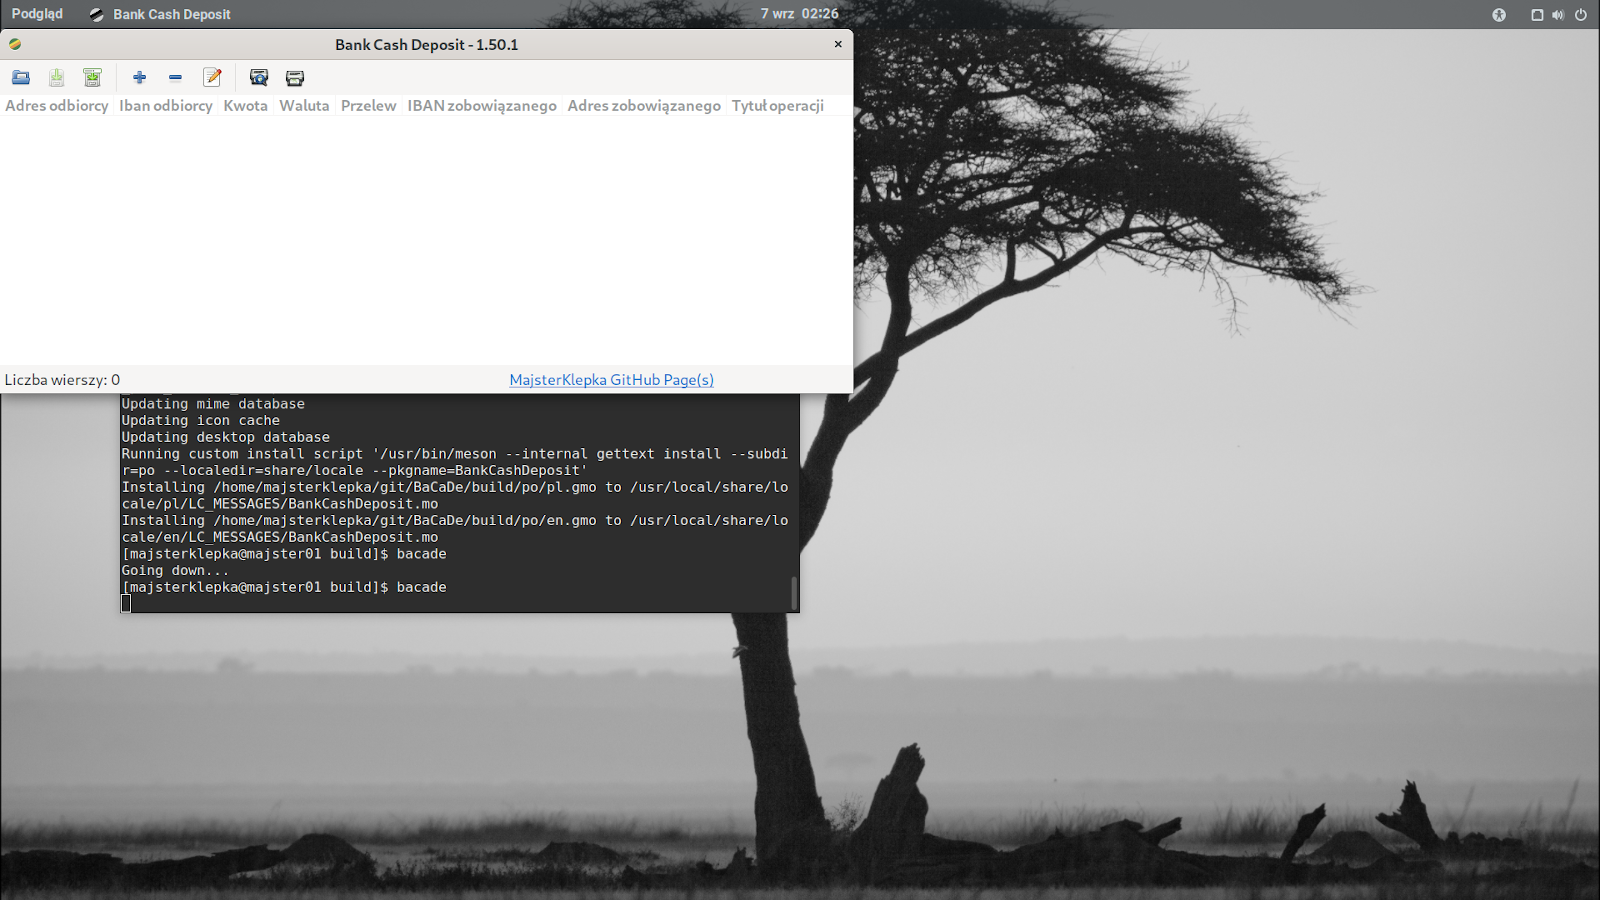 Podgląd Bank Cash Deposit 7 wrz 02:26
Bank Cash Deposit - 1.50.1
Adres odbiorcy Iban odbiorcy Kwota Waluta Przelew IBAN zobowiązanego Adres zobowiązanego Tytuł operacji
Liczba wierszy: 0 MajsterKlepka GitHub Page(s)
Updating mime database
Updating icon cache
Updating desktop database
Running custom install script '/usr/bin/meson --internal gettext install --subdi
r=po --localedir=share/locale --pkgname=BankCashDeposit'
Installing /home/majsterklepka/git/BaCaDe/build/po/pl.gmo to /usr/local/share/lo
cale/pl/LC_MESSAGES/BankCashDeposit.mo
Installing /home/majsterklepka/git/BaCaDe/build/po/en.gmo to /usr/local/share/lo
cale/en/LC_MESSAGES/BankCashDeposit.mo
[majsterklepka@majster01 build]$ bacade
Going down...
[majsterklepka@majster01 build]$ bacade